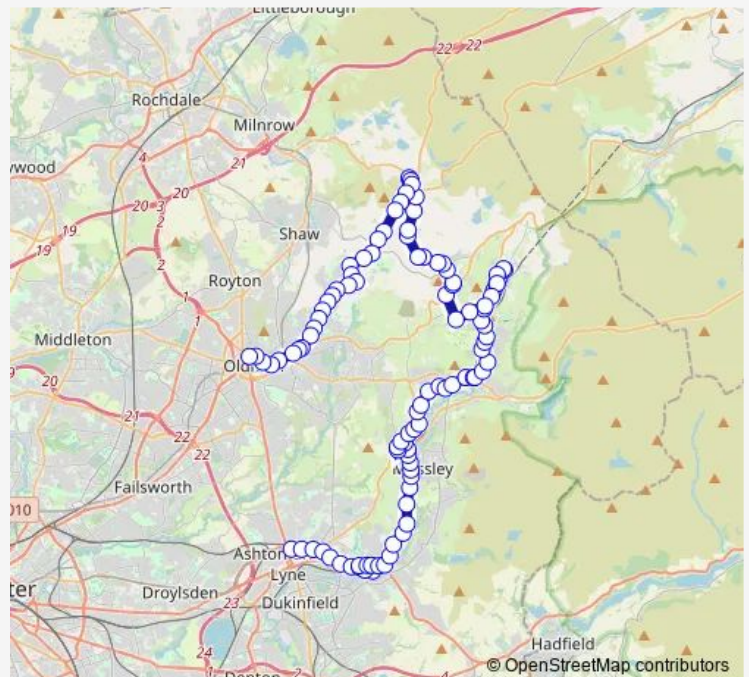 Littleborough
22 22
Rochdale
Milnrow
4
21
ywood
20
20 3
19
2
19
Shaw
2
Royton
1
1
Middleton
Old
20
21
22
22
Mossley
Failsworth
010
Ashton
Lyne
ter
Droylsden
23
Dukinfield
24
Hadfield
Denton
4
© OpenStreetMap contributors